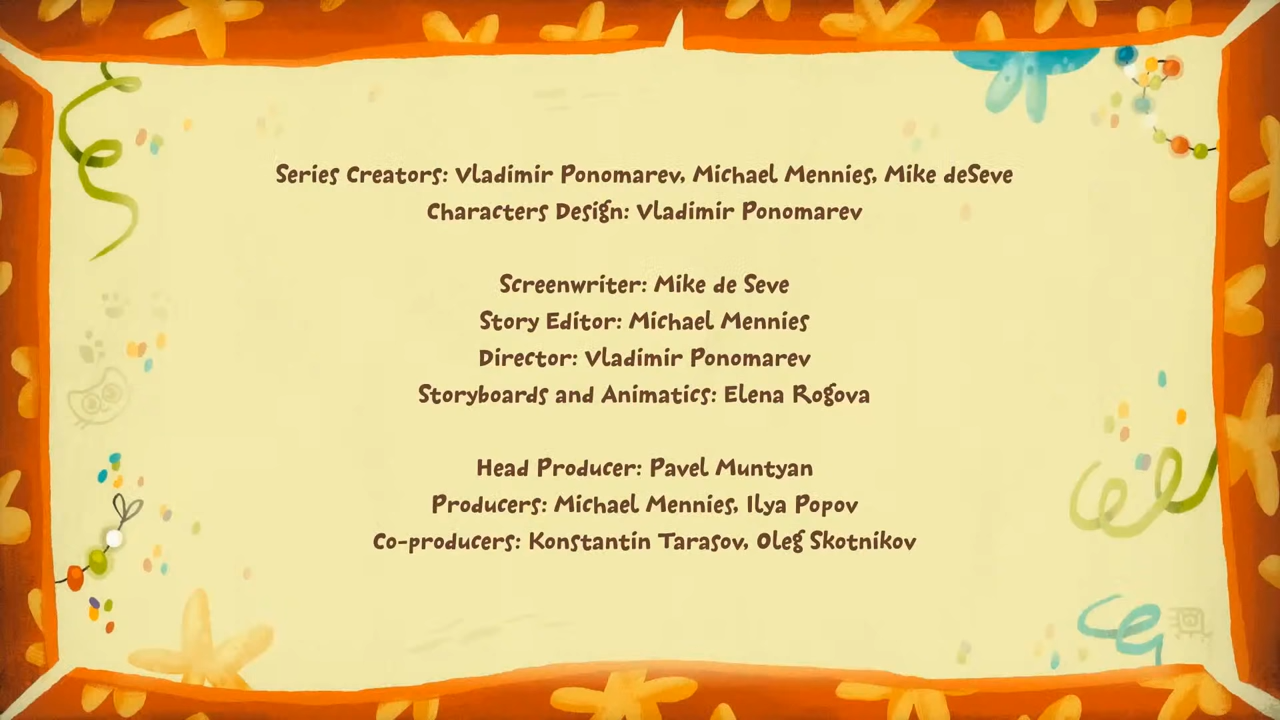 Series Creators: Vladimir Ponomarev, Michael Mennies, Mike deSeve
Characters Design: Vladimir Ponomarev
Screenwriter: Mike de Seve
Story Editor: Michael Mennies
Director: Vladimir Ponomarev
Storyboards and Animatics: Elena Rogova
Head Producer: Pavel Muntyan
Producers: Michael Mennies, Ilya Popov
Co-producers: Konstantin Tarasov, Oleg Skotnikov